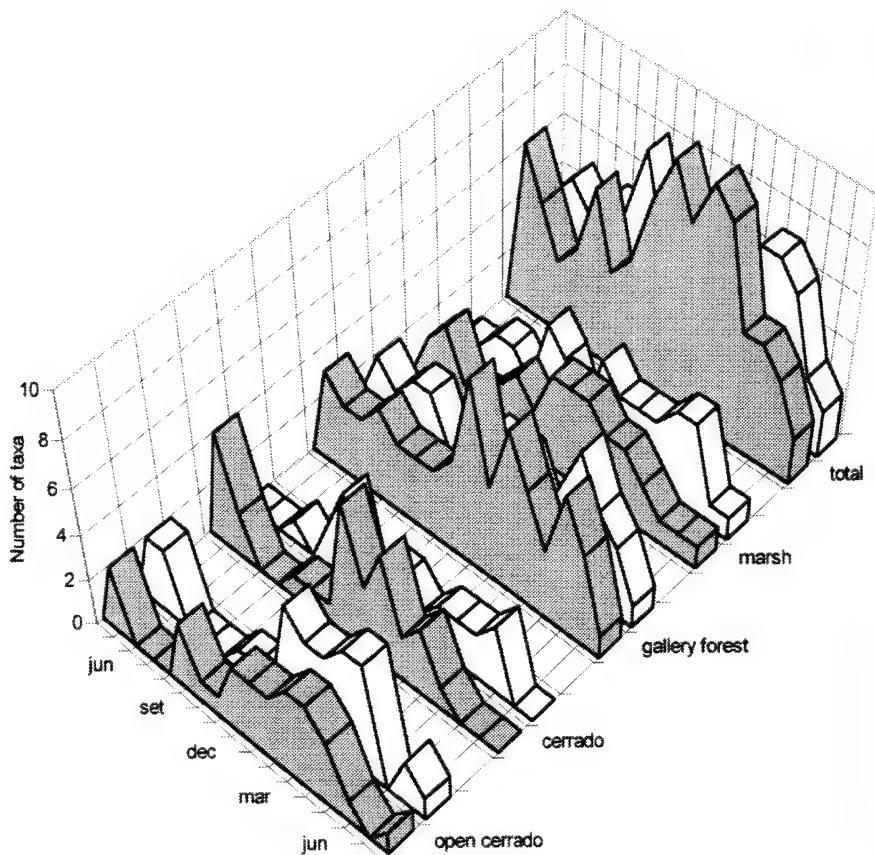 10
8
6
4
2
0
Number of taxa
jun
set
dec
mar
jun
open cerrado
cerrado
gallery forest
marsh
total